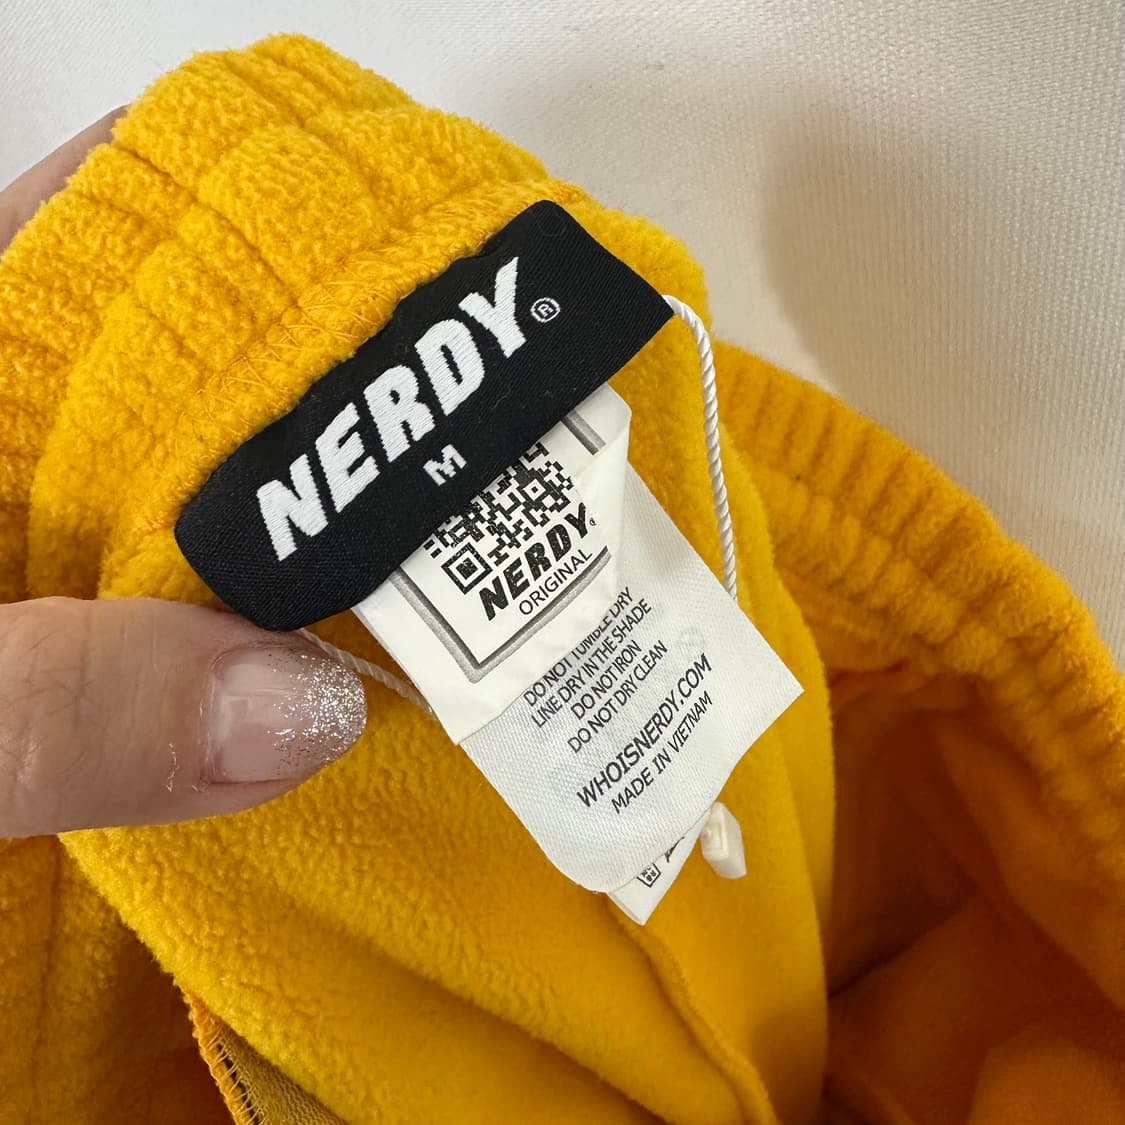 NERDY®
M
NERDY®
ORIGINAL
DO NOT TUMBLE DRY
LINE DRY IN THE SHADE
DO NOT IRON
DO NOT DRY CLEAN
WHOISNERDY.COM
MADE IN VIETNAM